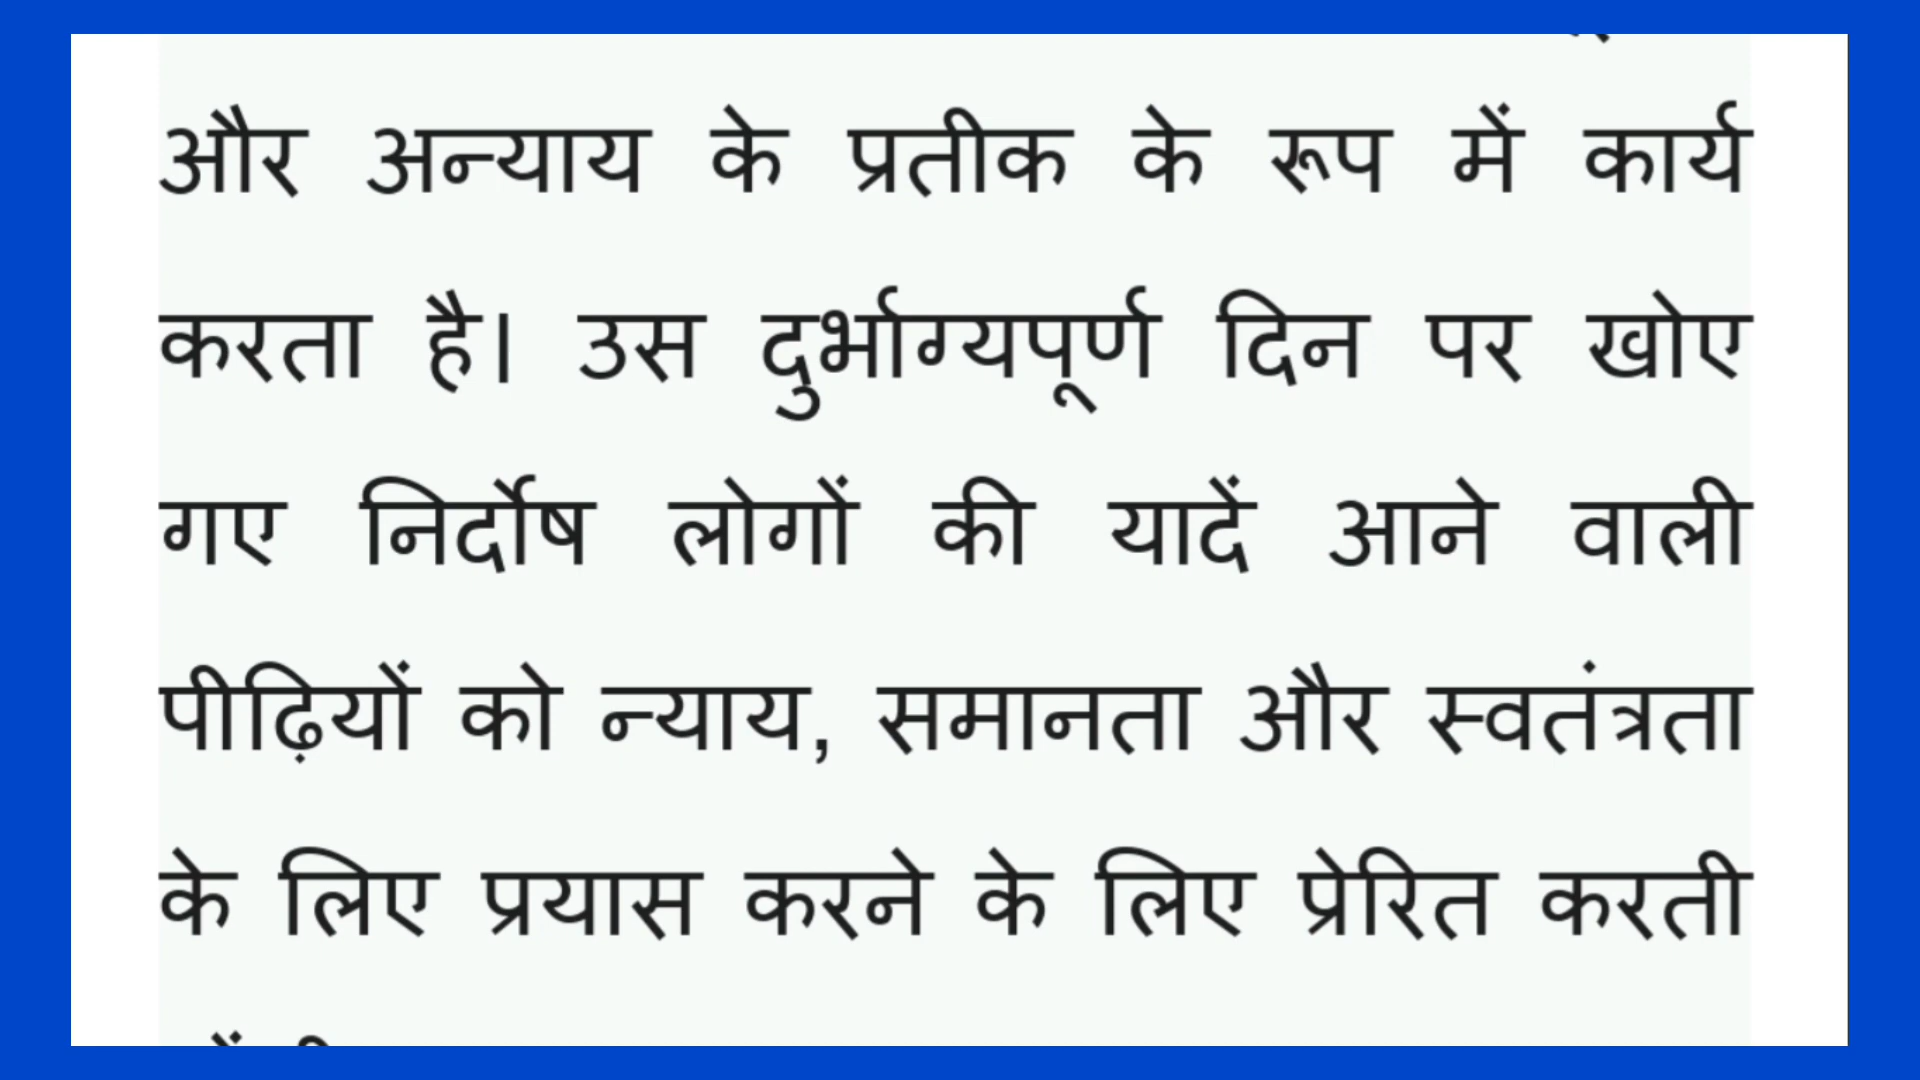 और अन्याय के प्रतीक के रूप में कार्य
करता है। उस दुर्भाग्यपूर्ण दिन पर खोए
गए निर्दोष लोगों की यादें आने वाली
पीढ़ियों को न्याय, समानता और स्वतंत्रता
के लिए प्रयास करने के लिए प्रेरित करती